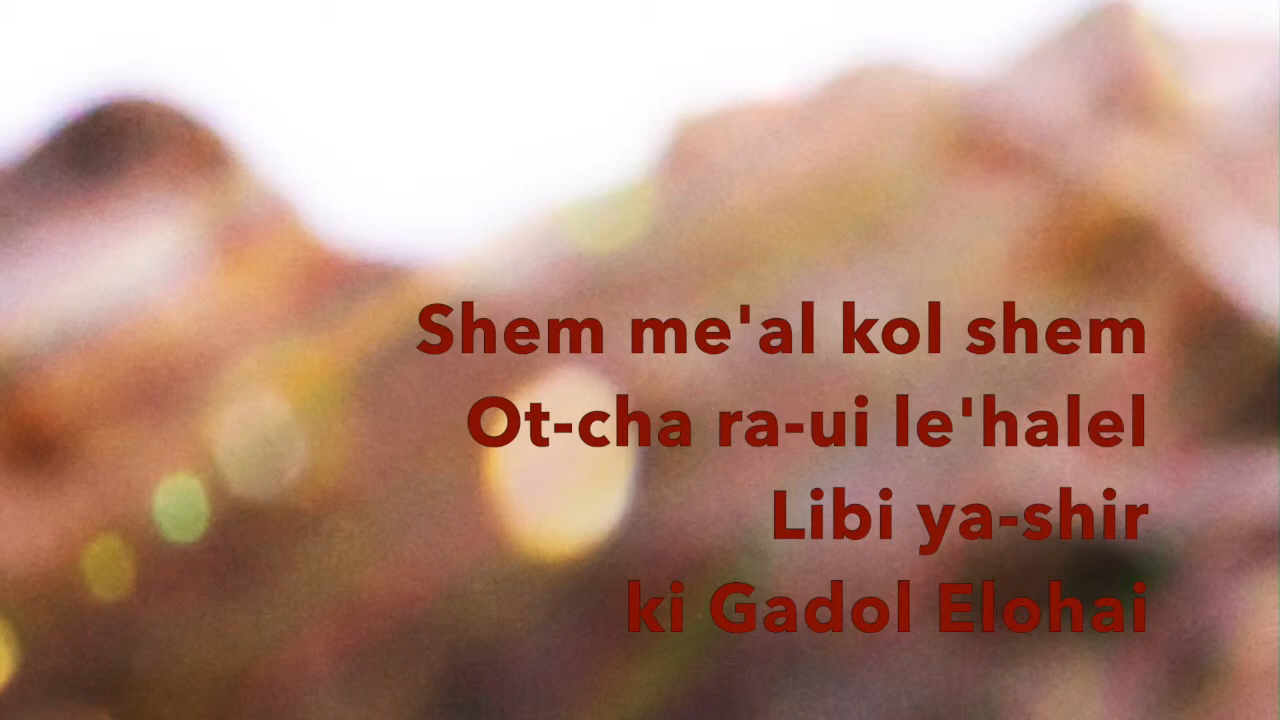 Shem me'al kol shem
Ot-cha ra-ui le'halel
Libi ya-shir
ki Gadol Elohai